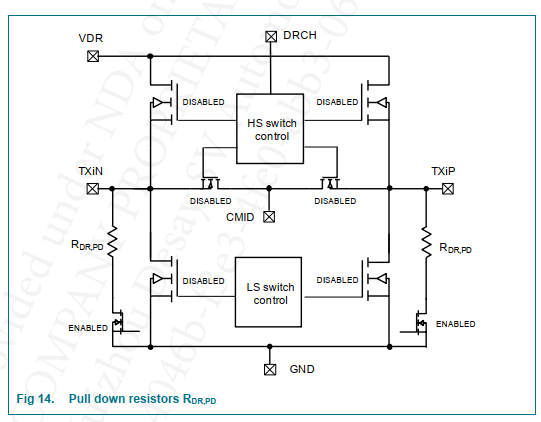 VDR
DRCH
DISABLED
DISABLED
HS switch
control
TXiN
TXiP
DISABLED
DISABLED
CMID
RDR,PD
RDR,PD
DISABLED
LS switch
control
DISABLED
ENABLED
ENABLED
GND
Fig 14. Pull down resistors RDR,PD